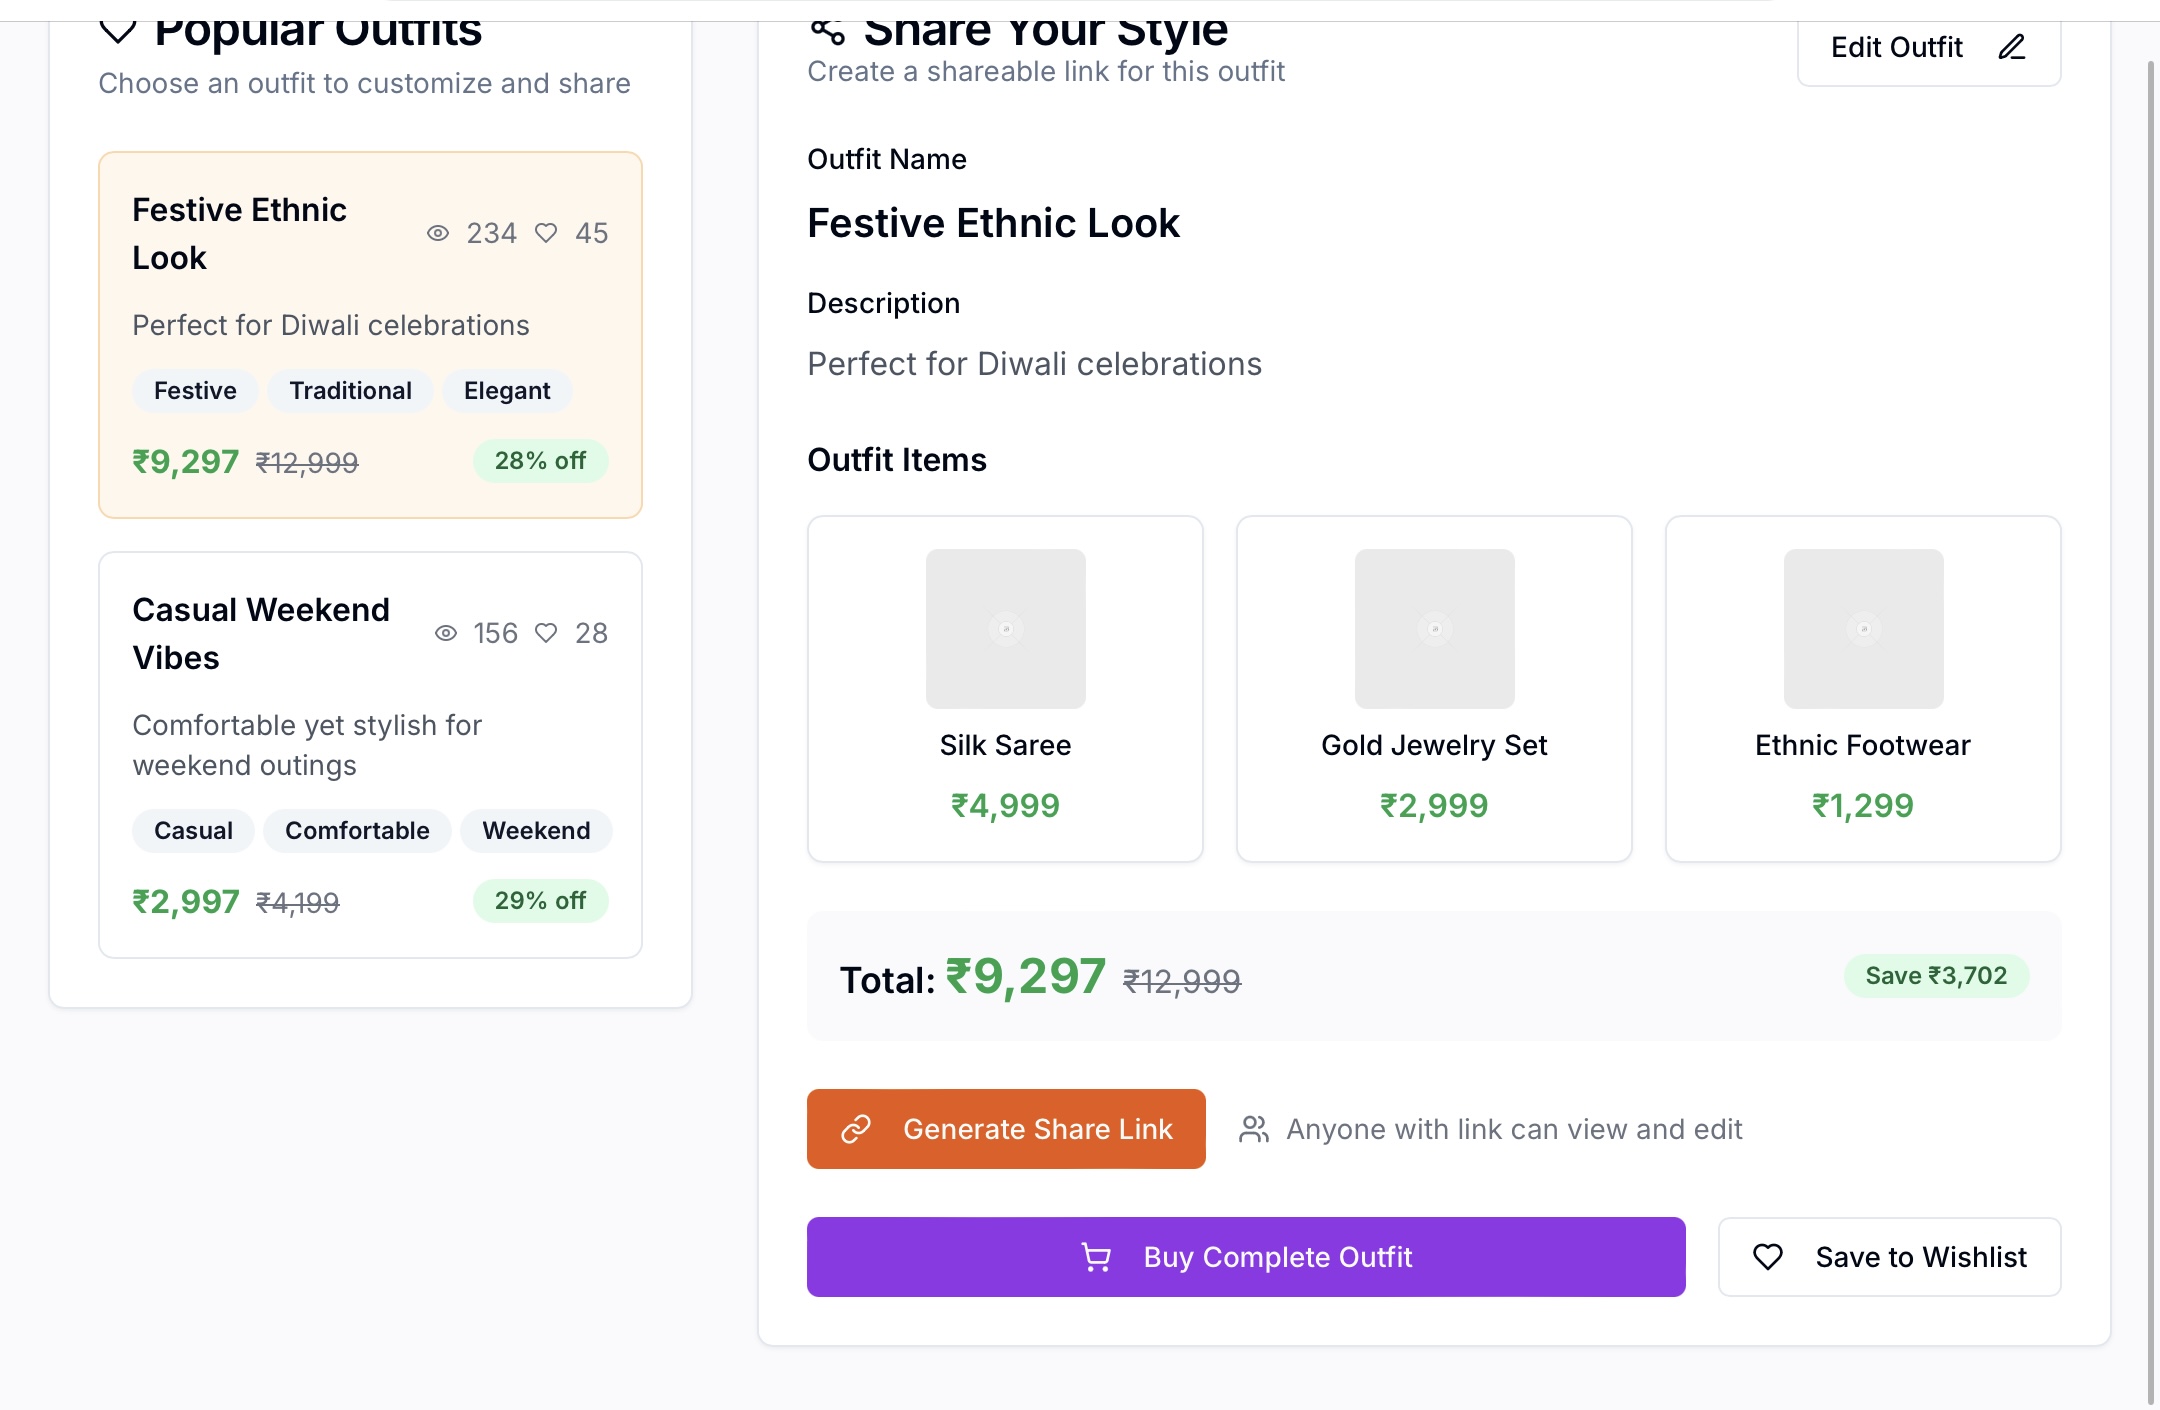 Popular Outfits
Choose an outfit to customize and share
Festive Ethnic
Look
234
45
Perfect for Diwali celebrations
Festive
Traditional
Elegant
₹9,297 ₹12,999
28% off
Casual Weekend
Vibes
156
28
Comfortable yet stylish for
weekend outings
Casual
Comfortable
Weekend
₹2,997 ₹4,199
29% off
Share Your Style
Create a shareable link for this outfit
Edit Outfit
Outfit Name
Festive Ethnic Look
Description
Perfect for Diwali celebrations
Outfit Items
Silk Saree
₹4,999
Gold Jewelry Set
₹2,999
Ethnic Footwear
₹1,299
Total: ₹9,297 ₹12,999
Save ₹3,702
Generate Share Link
Anyone with link can view and edit
Buy Complete Outfit
Save to Wishlist